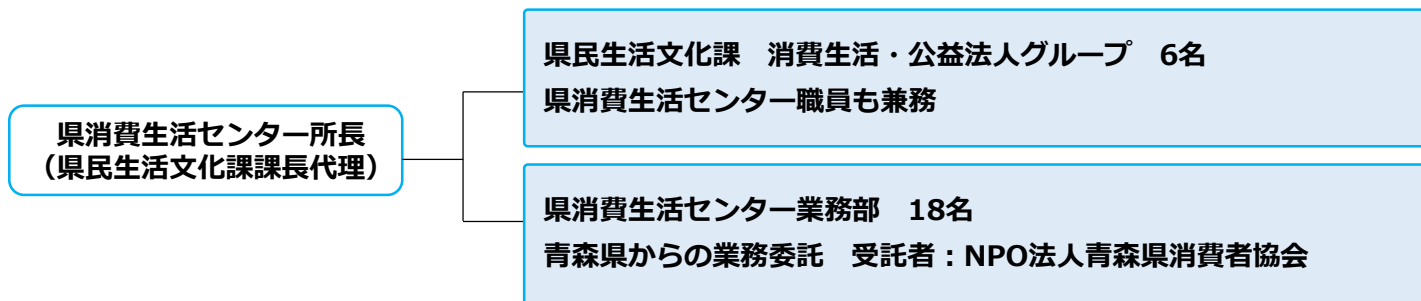 県消費生活センター所長
（県民生活文化課課長代理）
県民生活文化課　消費生活・公益法人グループ　6名
県消費生活センター職員も兼務
県消費生活センター業務部　18名
青森県からの業務委託　受託者：NPO法人青森県消費者協会